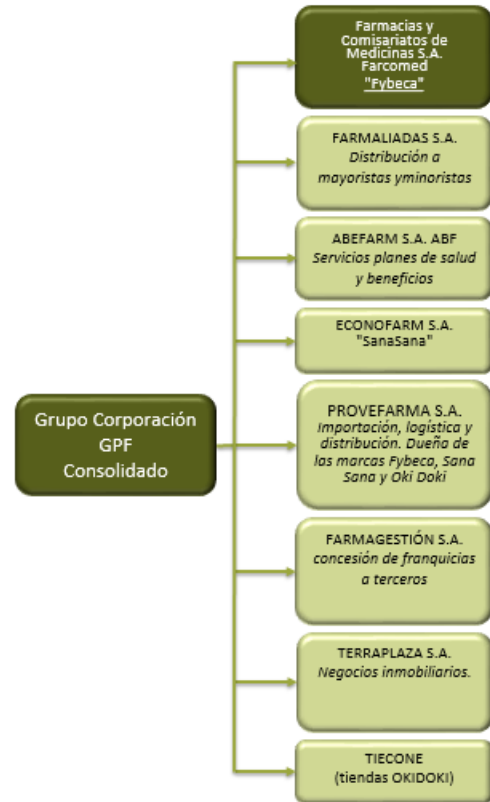 Farmacias y
Comisariatos de
Medicinas S.A.
Farcomed
"Fybeca"
FARMALIADAS S.A.
Distribución a
mayoristas yminoristas
ABEFARM S.A. ABF
Servicios planes de salud
y beneficios
ECONOFARM S.A.
"SanaSana"
Grupo Corporación
GPF
Consolidado
PROVEFARMA S.A.
Importación, logística y
distribución. Dueña de
las marcas Fybeca, Sana
Sana y Oki Doki
FARMAGESTIÓN S.A.
concesión de franquicias
a terceros
TERRAPLAZA S.A.
Negocios inmobiliarios.
TIECONE
(tiendas OKIDOKI)